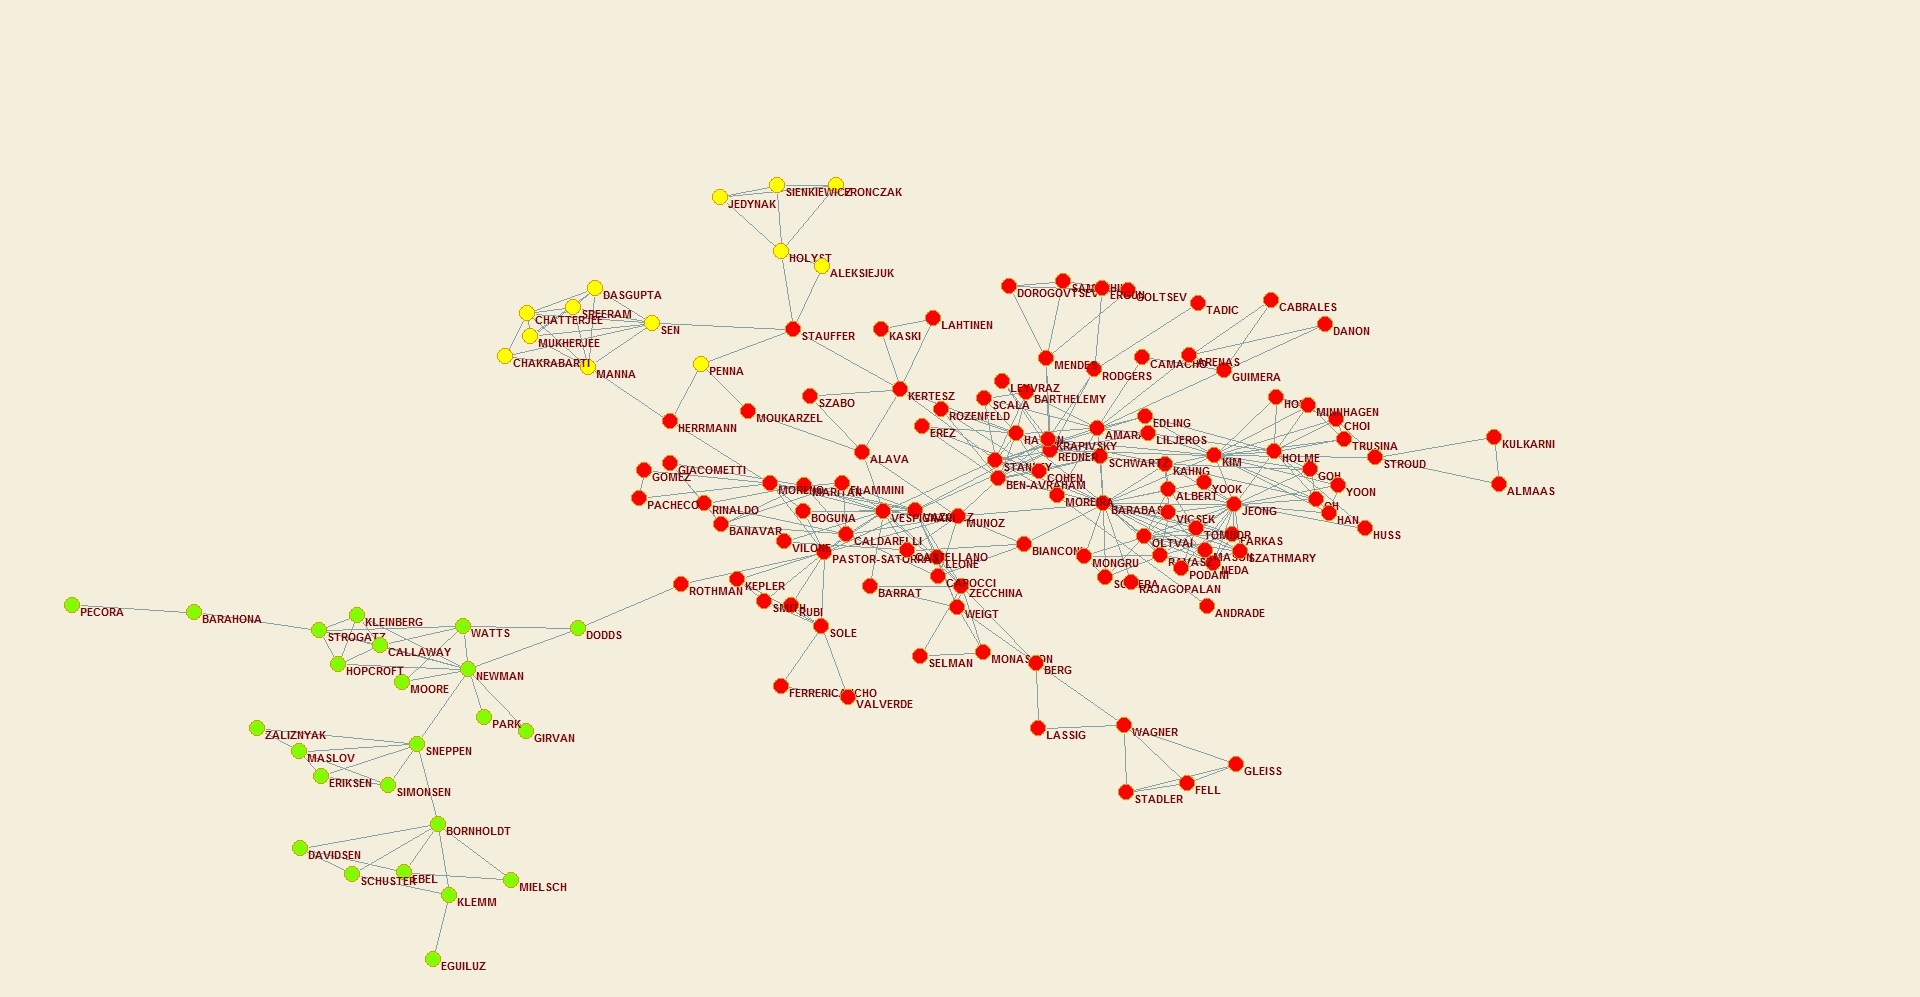 SIENKIEWICZ
FRONCZAK
JEDYNAK
HOLYST
ALEKSIEJUK
DASGUPTA
SREERAM
CHATTERJEE
SEN
MUKHERJEE
CHAKRABARTI
MANNA
STAUFFER
KASKI
LAHTINEN
PENNA
DOROGOVTSEV
ERGUN
GOLTSEV
TADIC
CABRALES
DANON
MENDES
RODGERS
CAMACHO
ARENAS
GUIMERA
SZABO
KERTESZ
MOUKARZEL
HERRMANN
ROZENFELD
EREZ
SCALA
LEYVRAZ
BARTHELEMY
KRAPIVSKY
REDNER
AMARAL
EDLING
LILJEROS
MINNHAGEN
CHOI
TRUSINA
STROUD
KULKARNI
ALMAAS
ALAVA
STANLEY
COHEN
BEN-AVRAHAM
SCHWARTZ
KAHNG
KIM
HOLME
GOH
YOON
OH
HAN
HUSS
GIACOMETTI
GOMEZ
PACHECO
RINALDO
BANAVAR
MORENO
MARITAN
FLAMMINI
BOGUNA
VESPIGNANI
VAZQUEZ
MUNOZ
MOREIRA
BARABASI
ALBERT
YOOK
JEONG
VICSEK
TOMBOR
FARKAS
OLTVAI
RAVASZ
MASON
SZATHMARY
PODANI
NEDA
MONGRU
RAJAGOPALAN
ANDRADE
VILONE
CALDARELLI
PASTOR-SATORRAS
CASTELLANO
LEONE
BIANCONI
CAPOCCI
ZECCHINA
BARRAT
WEIGT
ROTHMAN
KEPLER
SMITH
RUBI
SOLE
SELMAN
MONASSON
BERG
FERRERICANCHO
VALVERDE
LASSIG
WAGNER
GLEISS
FELL
STADLER
PECORA
BARAHONA
STROGATZ
KLEINBERG
CALLAWAY
WATTS
DODDS
HOPCROFT
MOORE
NEWMAN
PARK
GIRVAN
ZALIZNYAK
MASLOV
SNEPPEN
ERIKSEN
SIMONSEN
BORNHOLDT
DAVIDSEN
SCHUSTER
EBEL
MIELSCH
KLEMM
EGUILUZ